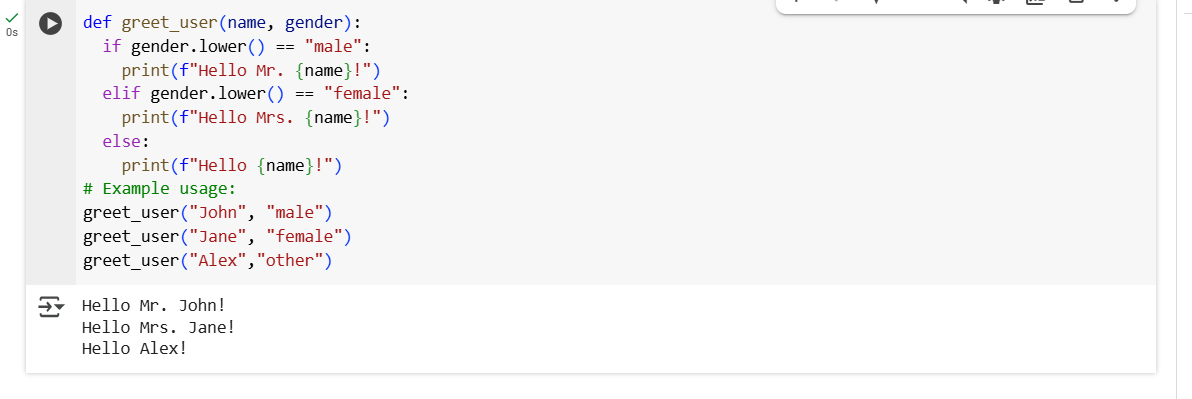 def greet_user(name, gender):
  if gender.lower() == "male":
    print(f"Hello Mr. {name}!")
  elif gender.lower() == "female":
    print(f"Hello Mrs. {name}!")
  else:
    print(f"Hello {name}!")
# Example usage:
greet_user("John", "male")
greet_user("Jane", "female")
greet_user("Alex","other")
0s
Hello Mr. John!
Hello Mrs. Jane!
Hello Alex!